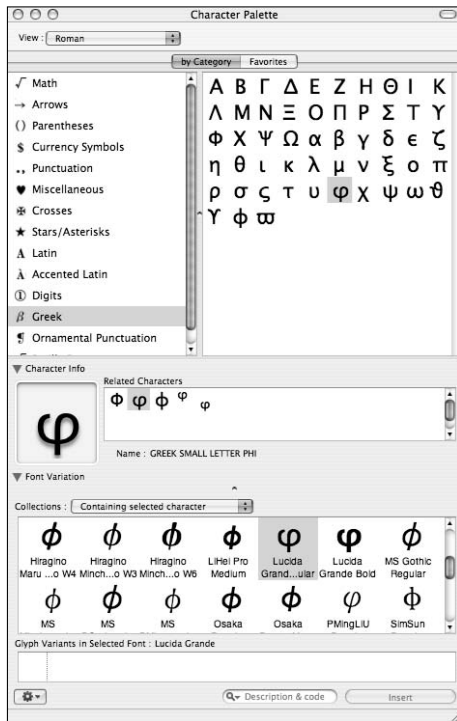 Character Palette
View : Roman
by Category Favorites
√ Math
→ Arrows
() Parentheses
$ Currency Symbols
., Punctuation
♥ Miscellaneous
✠ Crosses
★ Stars/Asterisks
A Latin
À Accented Latin
① Digits
β Greek
¶ Ornamental Punctuation
Α Β Γ Δ Ε Ζ Η Θ Ι Κ
Λ Μ Ν Ξ Ο Π Ρ Σ Τ Υ
Φ Χ Ψ Ω α β γ δ ε ζ
η θ ι κ λ μ ν ξ ο π
ρ σ ς τ υ φ χ ψ ω ϑ
ϒ ϕ ϖ
Character Info
φ
Related Characters
Φ φ ϕ ᵠ ᵩ
Name : GREEK SMALL LETTER PHI
Font Variation
Collections : Containing selected character
ϕ ϕ ϕ ϕ φ φ ϕ
Hiragino Hiragino Hiragino LiHei Pro Lucida Lucida MS Gothic
Maru ...o W4 Minch...o W3 Minch...o W6 Medium Grand...ular Grande Bold Regular
ϕ ϕ ϕ ϕ ϕ φ Φ
MS MS MS Osaka Osaka PMingLiU SimSun
Glyph Variants in Selected Font : Lucida Grande
Description & code Insert